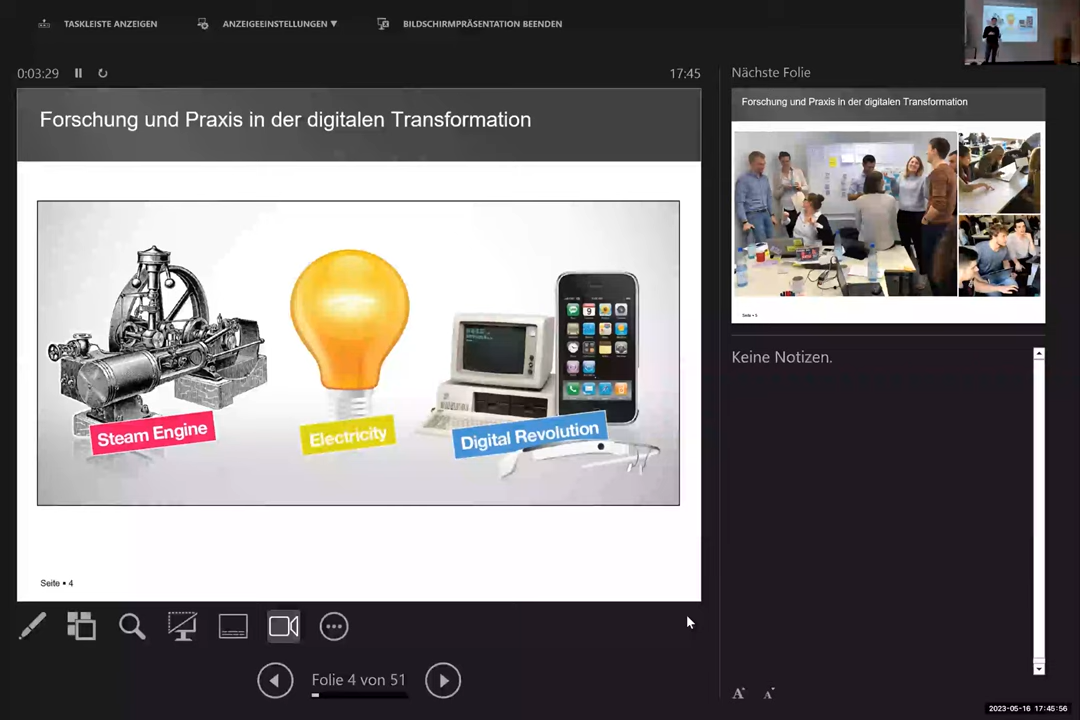 TASKLEISTE ANZEIGEN
ANZEIGEEINSTELLUNGEN ▼
BILDSCHIRMPRÄSENTATION BEENDEN
0:03:29
17:45
Forschung und Praxis in der digitalen Transformation
Steam Engine
Electricity
Digital Revolution
Seite ▪ 4
Folie 4 von 51
Nächste Folie
Forschung und Praxis in der digitalen Transformation
Seite ▪ 5
Keine Notizen.
A A
2023-05-16 17:45:56